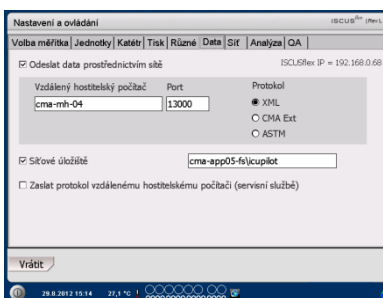 Nastavení a ovládání
ISCUSflex (Rev
Volba měřítka Jednotky Katétr Tisk Různé Data Síť Analýza QA
Odeslat data prostřednictvím sítě ISCUSflex IP = 192.168.0.68
Vzdálený hostitelský počítač Port Protokol
cma-mh-04 13000 XML
CMA Ext
ASTM
Síťové úložiště cma-app05-fs\icupilot
Zaslat protokol vzdálenému hostitelskému počítači (servisní službě)
Vrátit
29.8.2012 15:14 27,1 °C